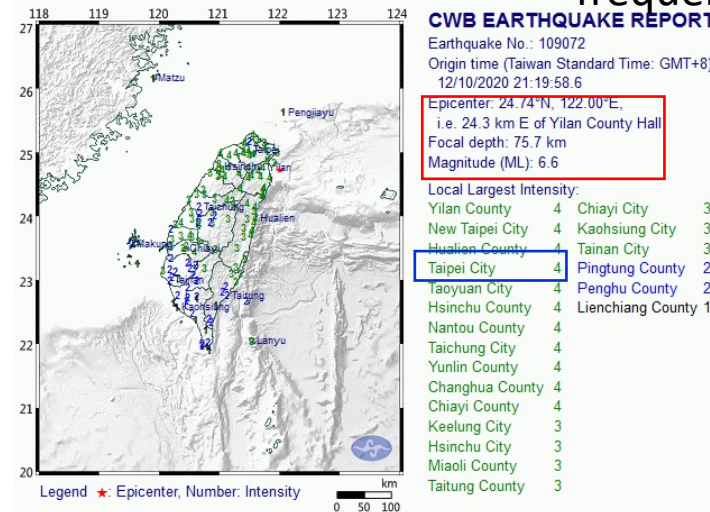 freque
118 119 120 121 122 123 124
27
26
25
24
23
22
21
20
Matzu
Pengjiayu
Taipei
Hsinchu Yilan
Taichung
Hualien
Makung
Chiayi
Tainan
Taitung
Kaohsiung
Lanyu
Legend ★: Epicenter, Number: Intensity
km
0 50 100
CWB EARTHQUAKE REPORT
Earthquake No.: 109072
Origin time (Taiwan Standard Time: GMT+8)
12/10/2020 21:19:58.6
Epicenter: 24.74°N, 122.00°E,
i.e. 24.3 km E of Yilan County Hall
Focal depth: 75.7 km
Magnitude (ML): 6.6
Local Largest Intensity:
Yilan County 4 Chiayi City 3
New Taipei City 4 Kaohsiung City 3
Hualien County 4 Tainan City 3
Taipei City 4 Pingtung County 2
Taoyuan City 4 Penghu County 2
Hsinchu County 4 Lienchiang County 1
Nantou County 4
Taichung City 4
Yunlin County 4
Changhua County 4
Chiayi County 4
Keelung City 3
Hsinchu City 3
Miaoli County 3
Taitung County 3